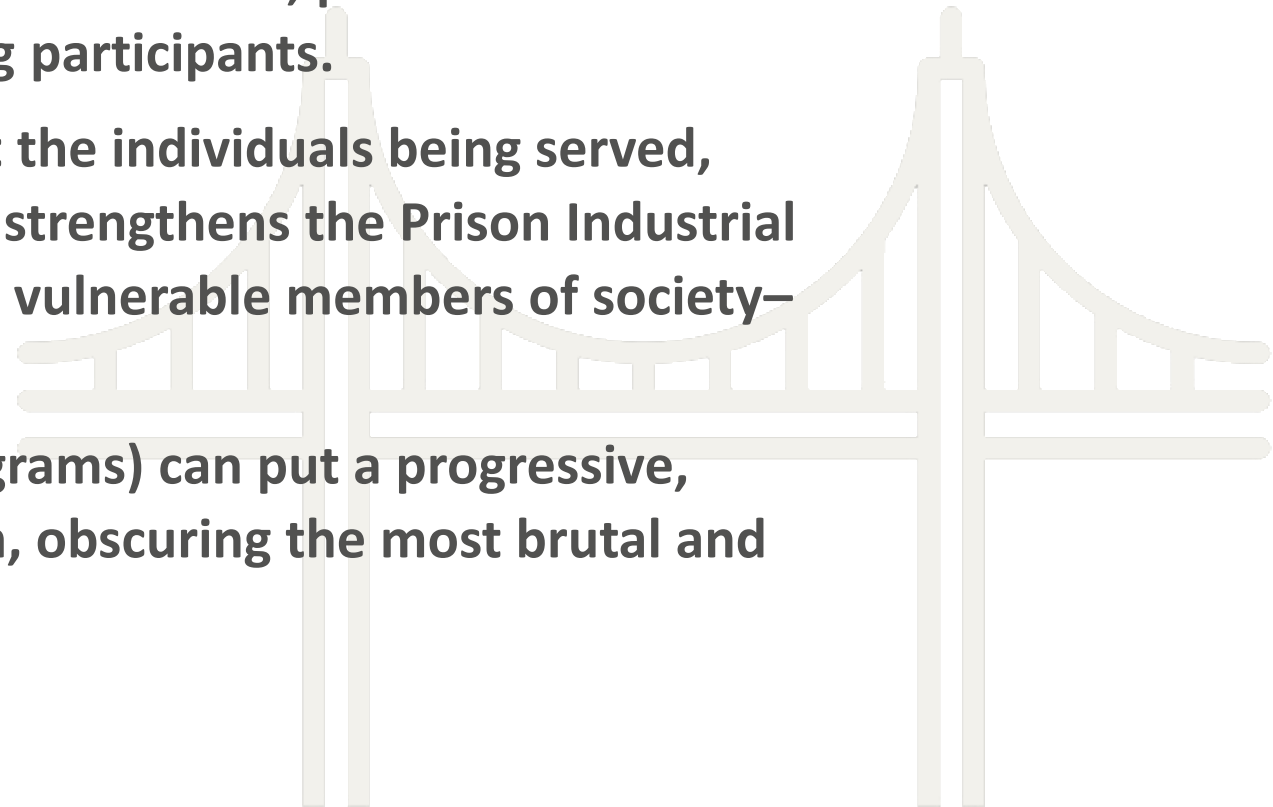 participants.
the individuals being served,
strengthens the Prison Industrial
vulnerable members of society–
can put a progressive,
obscuring the most brutal and